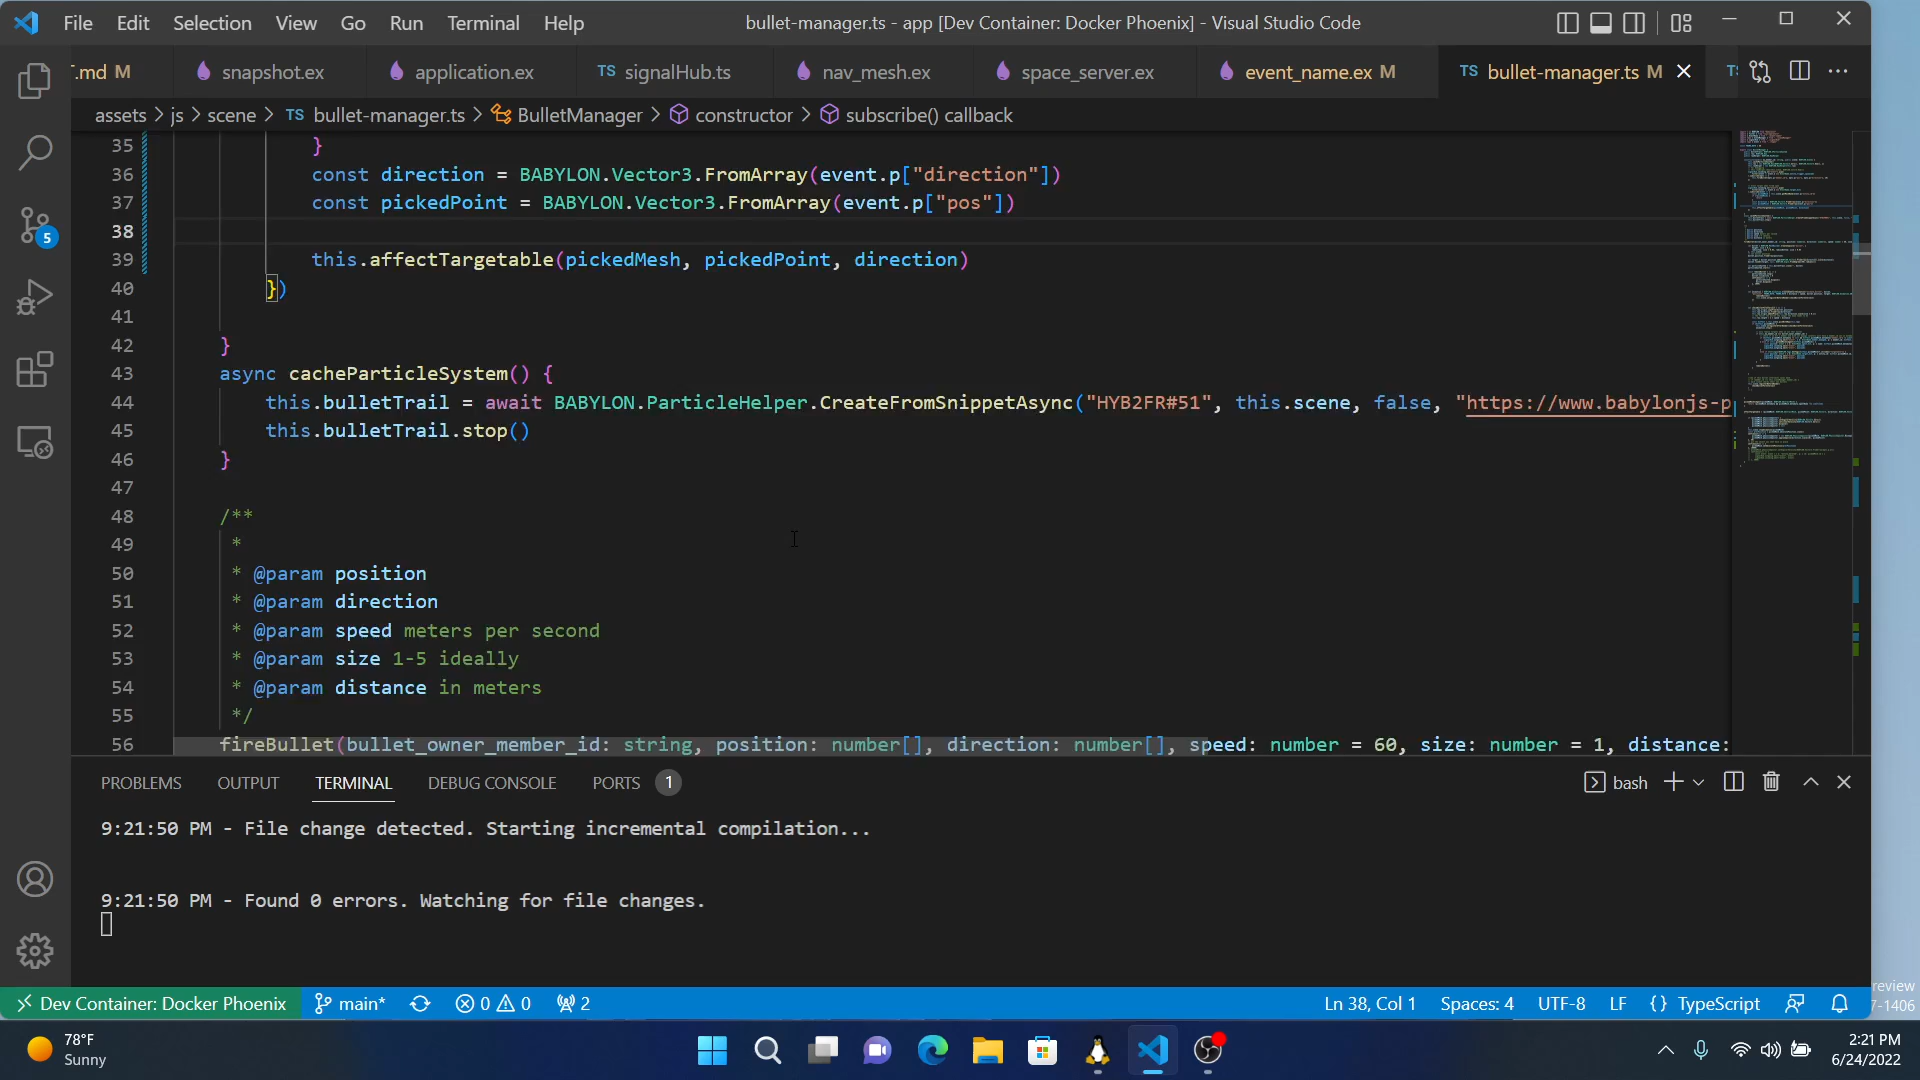 File Edit Selection View Go Run Terminal Help bullet-manager.ts - app [Dev Container: Docker Phoenix] - Visual Studio Code
T.md M snapshot.ex application.ex TS signalHub.ts nav_mesh.ex space_server.ex event_name.ex M TS bullet-manager.ts M
assets > js > scene > TS bullet-manager.ts > BulletManager > constructor > subscribe() callback
35 }
36 const direction = BABYLON.Vector3.FromArray(event.p["direction"])
37 const pickedPoint = BABYLON.Vector3.FromArray(event.p["pos"])
38
39 this.affectTargetable(pickedMesh, pickedPoint, direction)
40 })
41
42 }
43 async cacheParticleSystem() {
44 this.bulletTrail = await BABYLON.ParticleHelper.CreateFromSnippetAsync("HYB2FR#51", this.scene, false, "https://www.babylonjs-p
45 this.bulletTrail.stop()
46 }
47
48 /**
49 *
50 * @param position
51 * @param direction
52 * @param speed meters per second
53 * @param size 1-5 ideally
54 * @param distance in meters
55 */
56 fireBullet(bullet_owner_member_id: string, position: number[], direction: number[], speed: number = 60, size: number = 1, distance:
5
PROBLEMS OUTPUT TERMINAL DEBUG CONSOLE PORTS 1 bash
9:21:50 PM - File change detected. Starting incremental compilation...
9:21:50 PM - Found 0 errors. Watching for file changes.
Dev Container: Docker Phoenix main* 0 0 2 Ln 38, Col 1 Spaces: 4 UTF-8 LF {} TypeScript
review
7-1406
78°F
Sunny
2:21 PM
6/24/2022